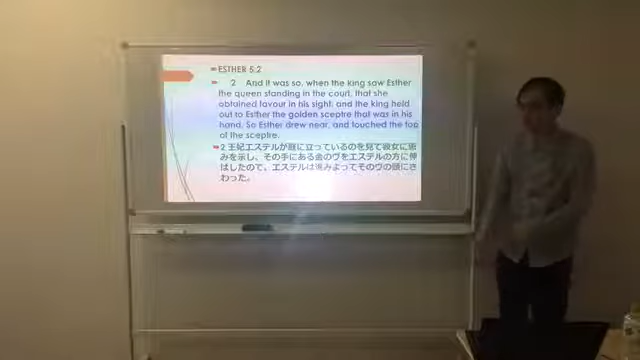 ESTHER 5:2
2 And it was so, when the king saw Esther
the queen standing in the court, that she
obtained favour in his sight: and the king held
out to Esther the golden sceptre that was in his
hand. So Esther drew near, and touched the top
of the sceptre.
2 王妃エステルが庭に立っているのを見て彼女に恵
みを示し、その手にある金の
をエステルの方に伸
ばしたので、エステルは進みよってその
の頭にさ
わった。